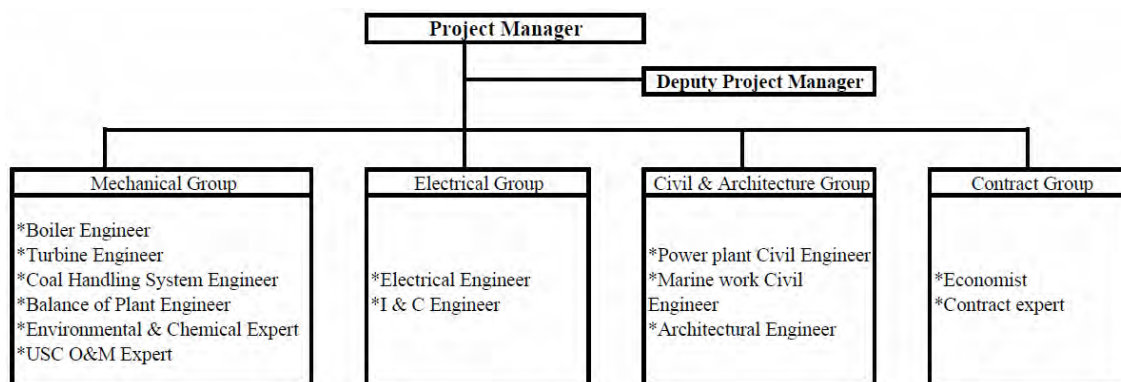 Project Manager
Deputy Project Manager
Mechanical Group
*Boiler Engineer
*Turbine Engineer
*Coal Handling System Engineer
*Balance of Plant Engineer
*Environmental & Chemical Expert
*USC O&M Expert
Electrical Group
*Electrical Engineer
*I & C Engineer
Civil & Architecture Group
*Power plant Civil Engineer
*Marine work Civil
Engineer
*Architectural Engineer
Contract Group
*Economist
*Contract expert